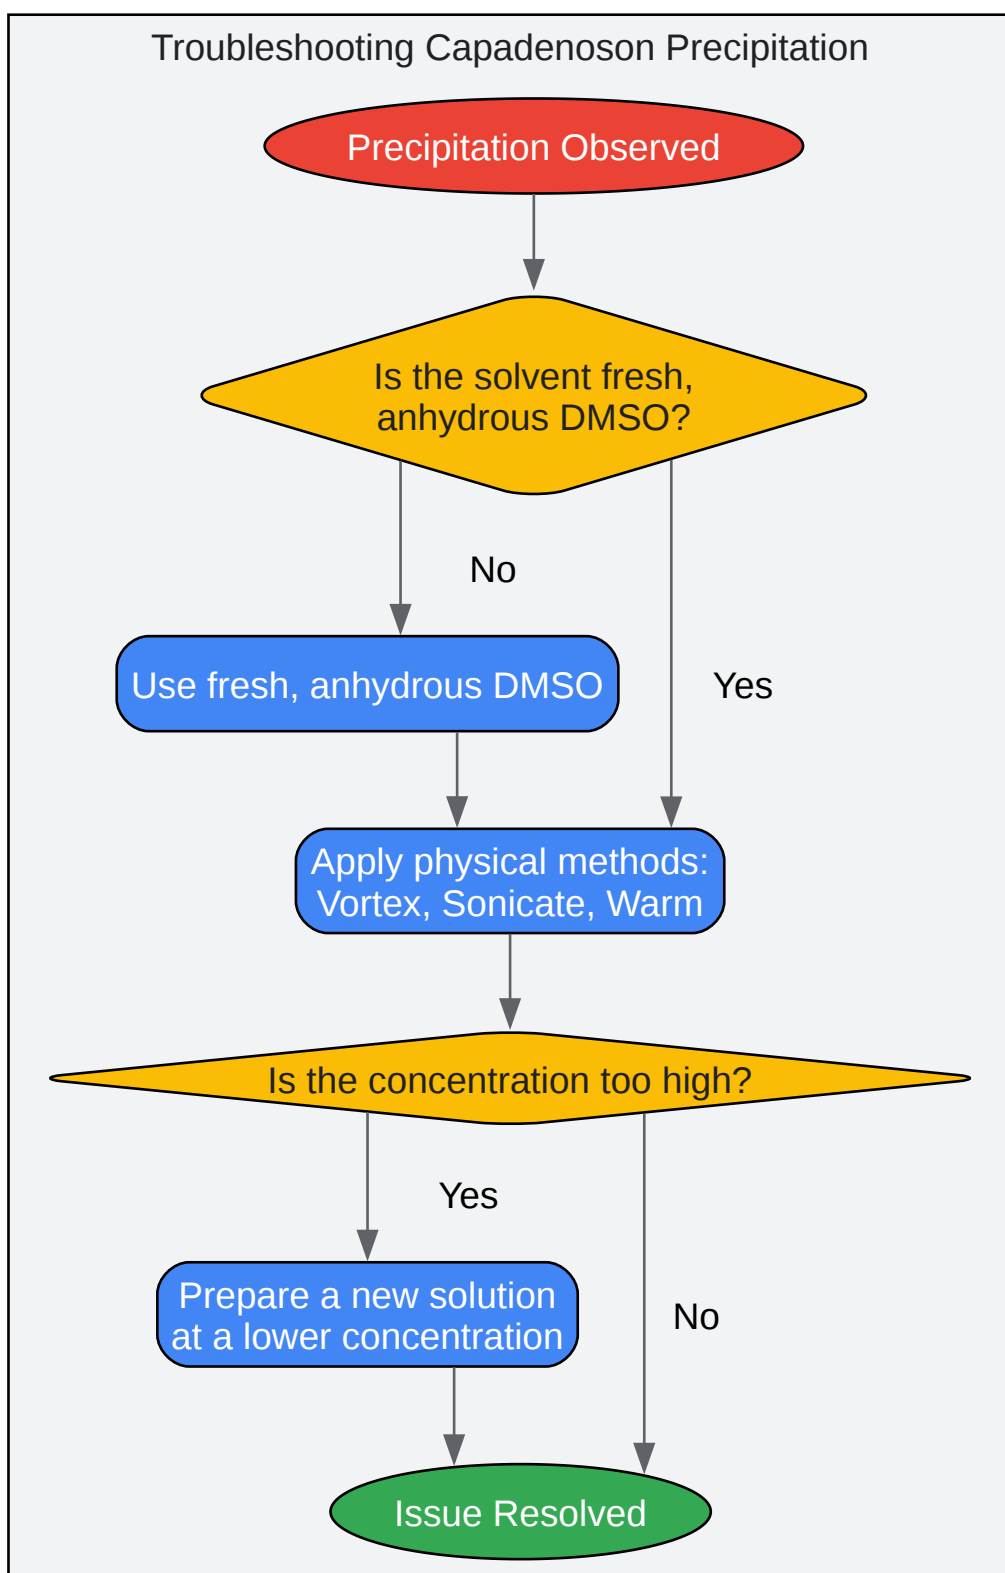 Troubleshooting Capadenoson Precipitation
Precipitation Observed
Is the solvent fresh,
anhydrous DMSO?
No
Use fresh, anhydrous DMSO
Yes
Apply physical methods:
Vortex, Sonicate, Warm
Is the concentration too high?
Yes
Prepare a new solution
at a lower concentration
No
Issue Resolved